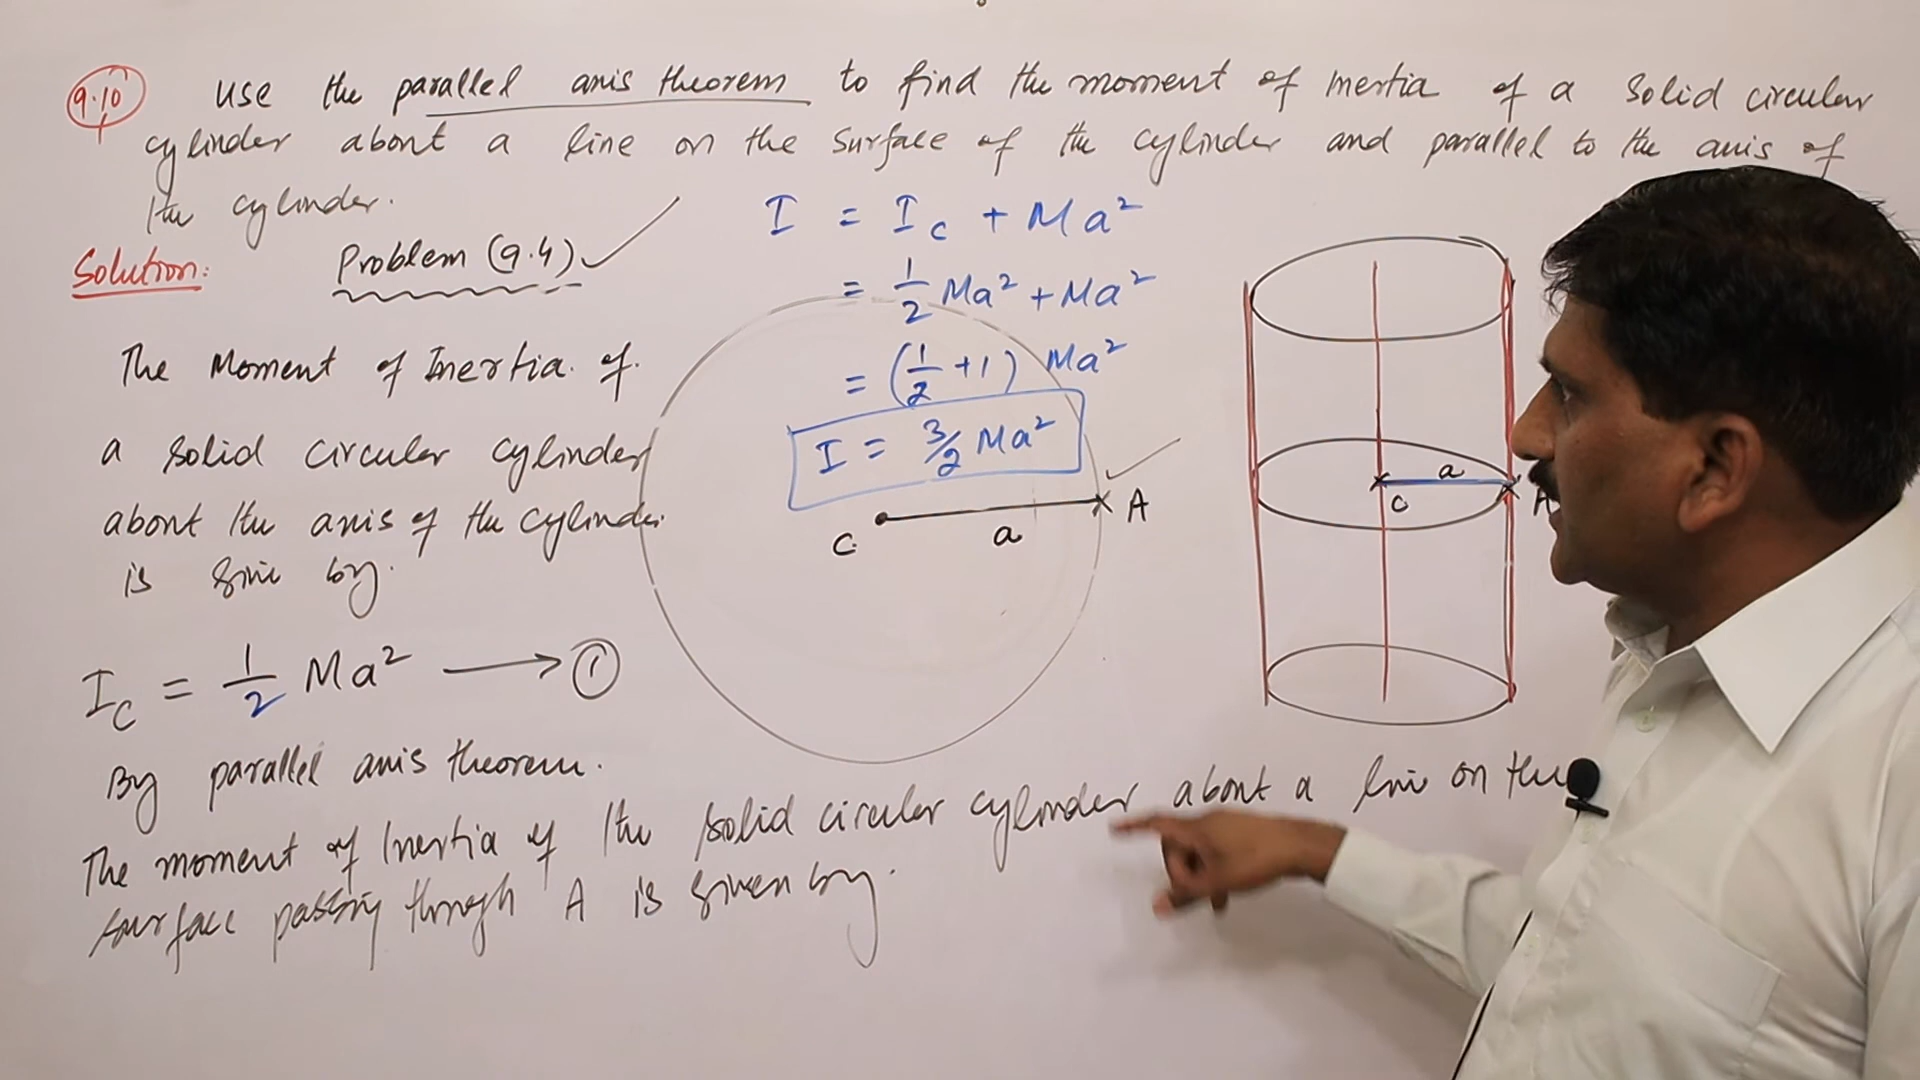 9.10 Use the parallel axis theorem to find the moment of Inertia of a Solid circular
cylinder about a line on the surface of the cylinder and parallel to the axis of
the cylinder.
Solution:
Problem (9.4)
The Moment of Inertia of
a solid circular cylinder
about the axis of the cylinder
is given by.
I_C = 1/2 Ma² ⟶ ①
By parallel axis theorem.
The moment of Inertia of the solid circular cylinder about a line on the
surface passing through A is given by.
I = I_C + Ma²
= 1/2 Ma² + Ma²
= (1/2 + 1) Ma²
I = 3/2 Ma²
C a A
C a A